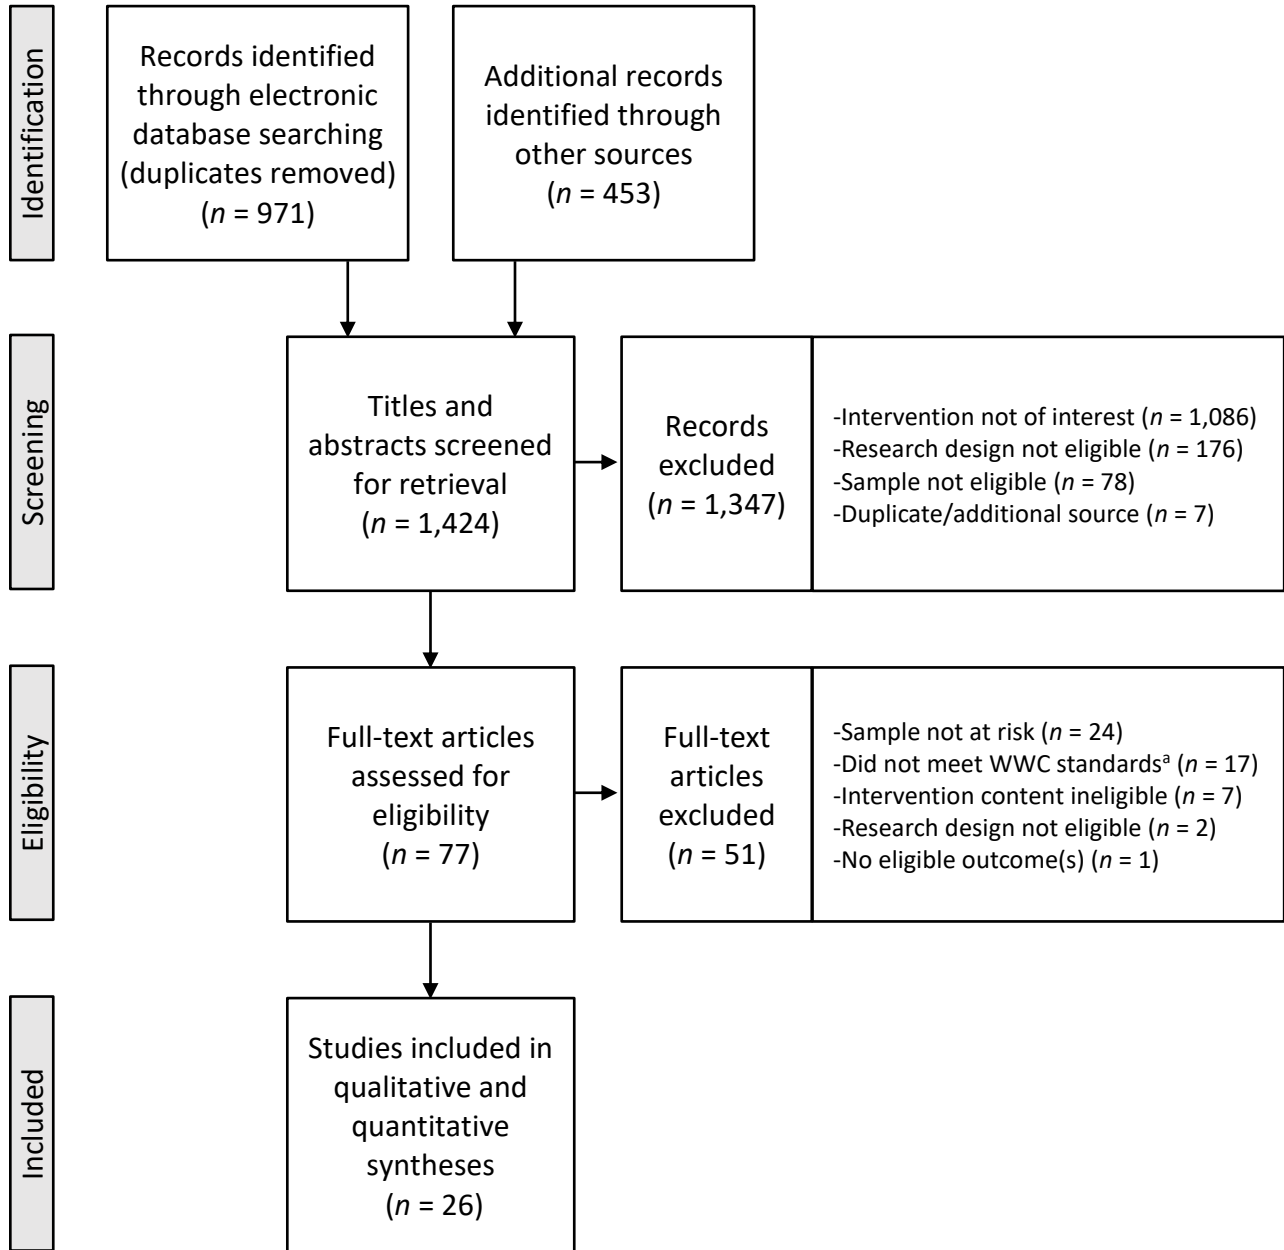 Identification
Records identified
through electronic
database searching
(duplicates removed)
(n = 971)
Additional records
identified through
other sources
(n = 453)
Screening
Titles and
abstracts screened
for retrieval
(n = 1,424)
Records
excluded
(n = 1,347)
-Intervention not of interest (n = 1,086)
-Research design not eligible (n = 176)
-Sample not eligible (n = 78)
-Duplicate/additional source (n = 7)
Eligibility
Full-text articles
assessed for
eligibility
(n = 77)
Full-text
articles
excluded
(n = 51)
-Sample not at risk (n = 24)
-Did not meet WWC standardsᵃ (n = 17)
-Intervention content ineligible (n = 7)
-Research design not eligible (n = 2)
-No eligible outcome(s) (n = 1)
Included
Studies included in
qualitative and
quantitative
syntheses
(n = 26)